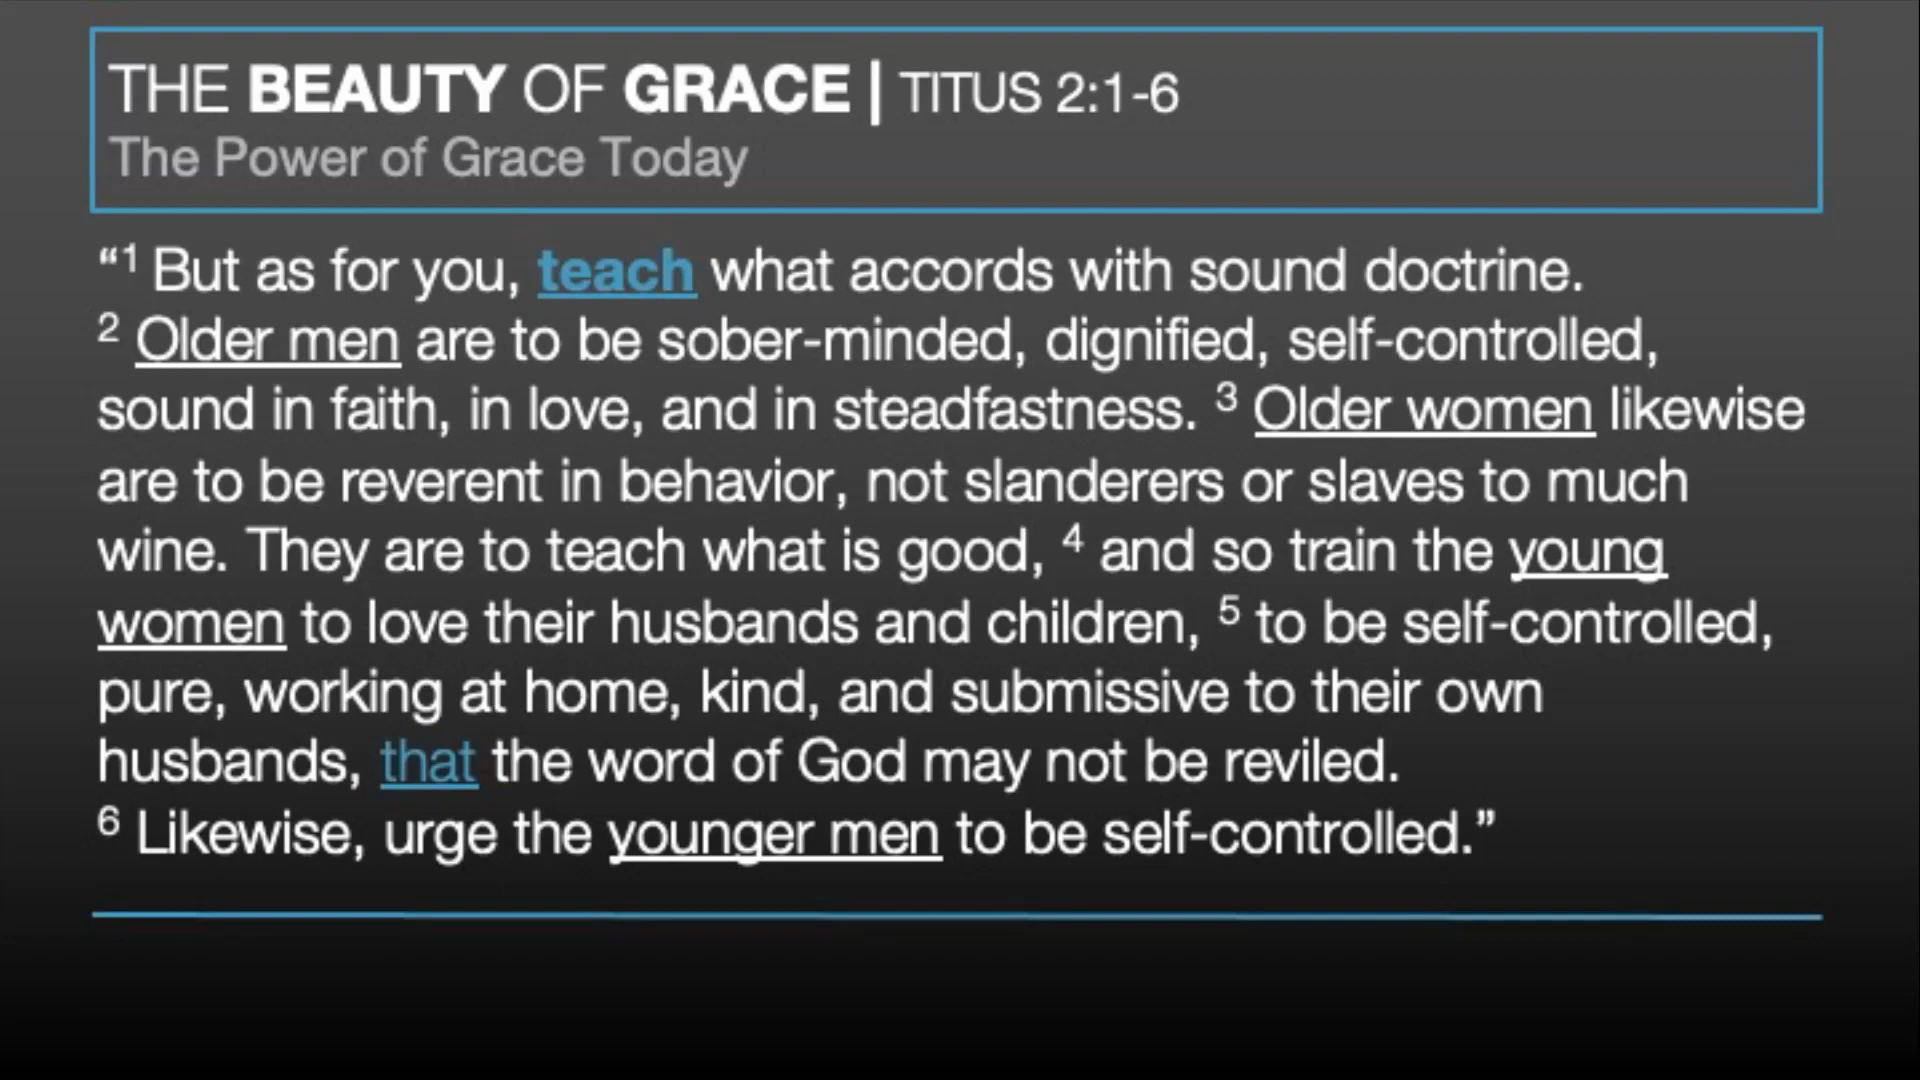 THE BEAUTY OF GRACE | TITUS 2:1-6
The Power of Grace Today
“1 But as for you, teach what accords with sound doctrine.
2 Older men are to be sober-minded, dignified, self-controlled,
sound in faith, in love, and in steadfastness. 3 Older women likewise
are to be reverent in behavior, not slanderers or slaves to much
wine. They are to teach what is good, 4 and so train the young
women to love their husbands and children, 5 to be self-controlled,
pure, working at home, kind, and submissive to their own
husbands, that the word of God may not be reviled.
6 Likewise, urge the younger men to be self-controlled.”